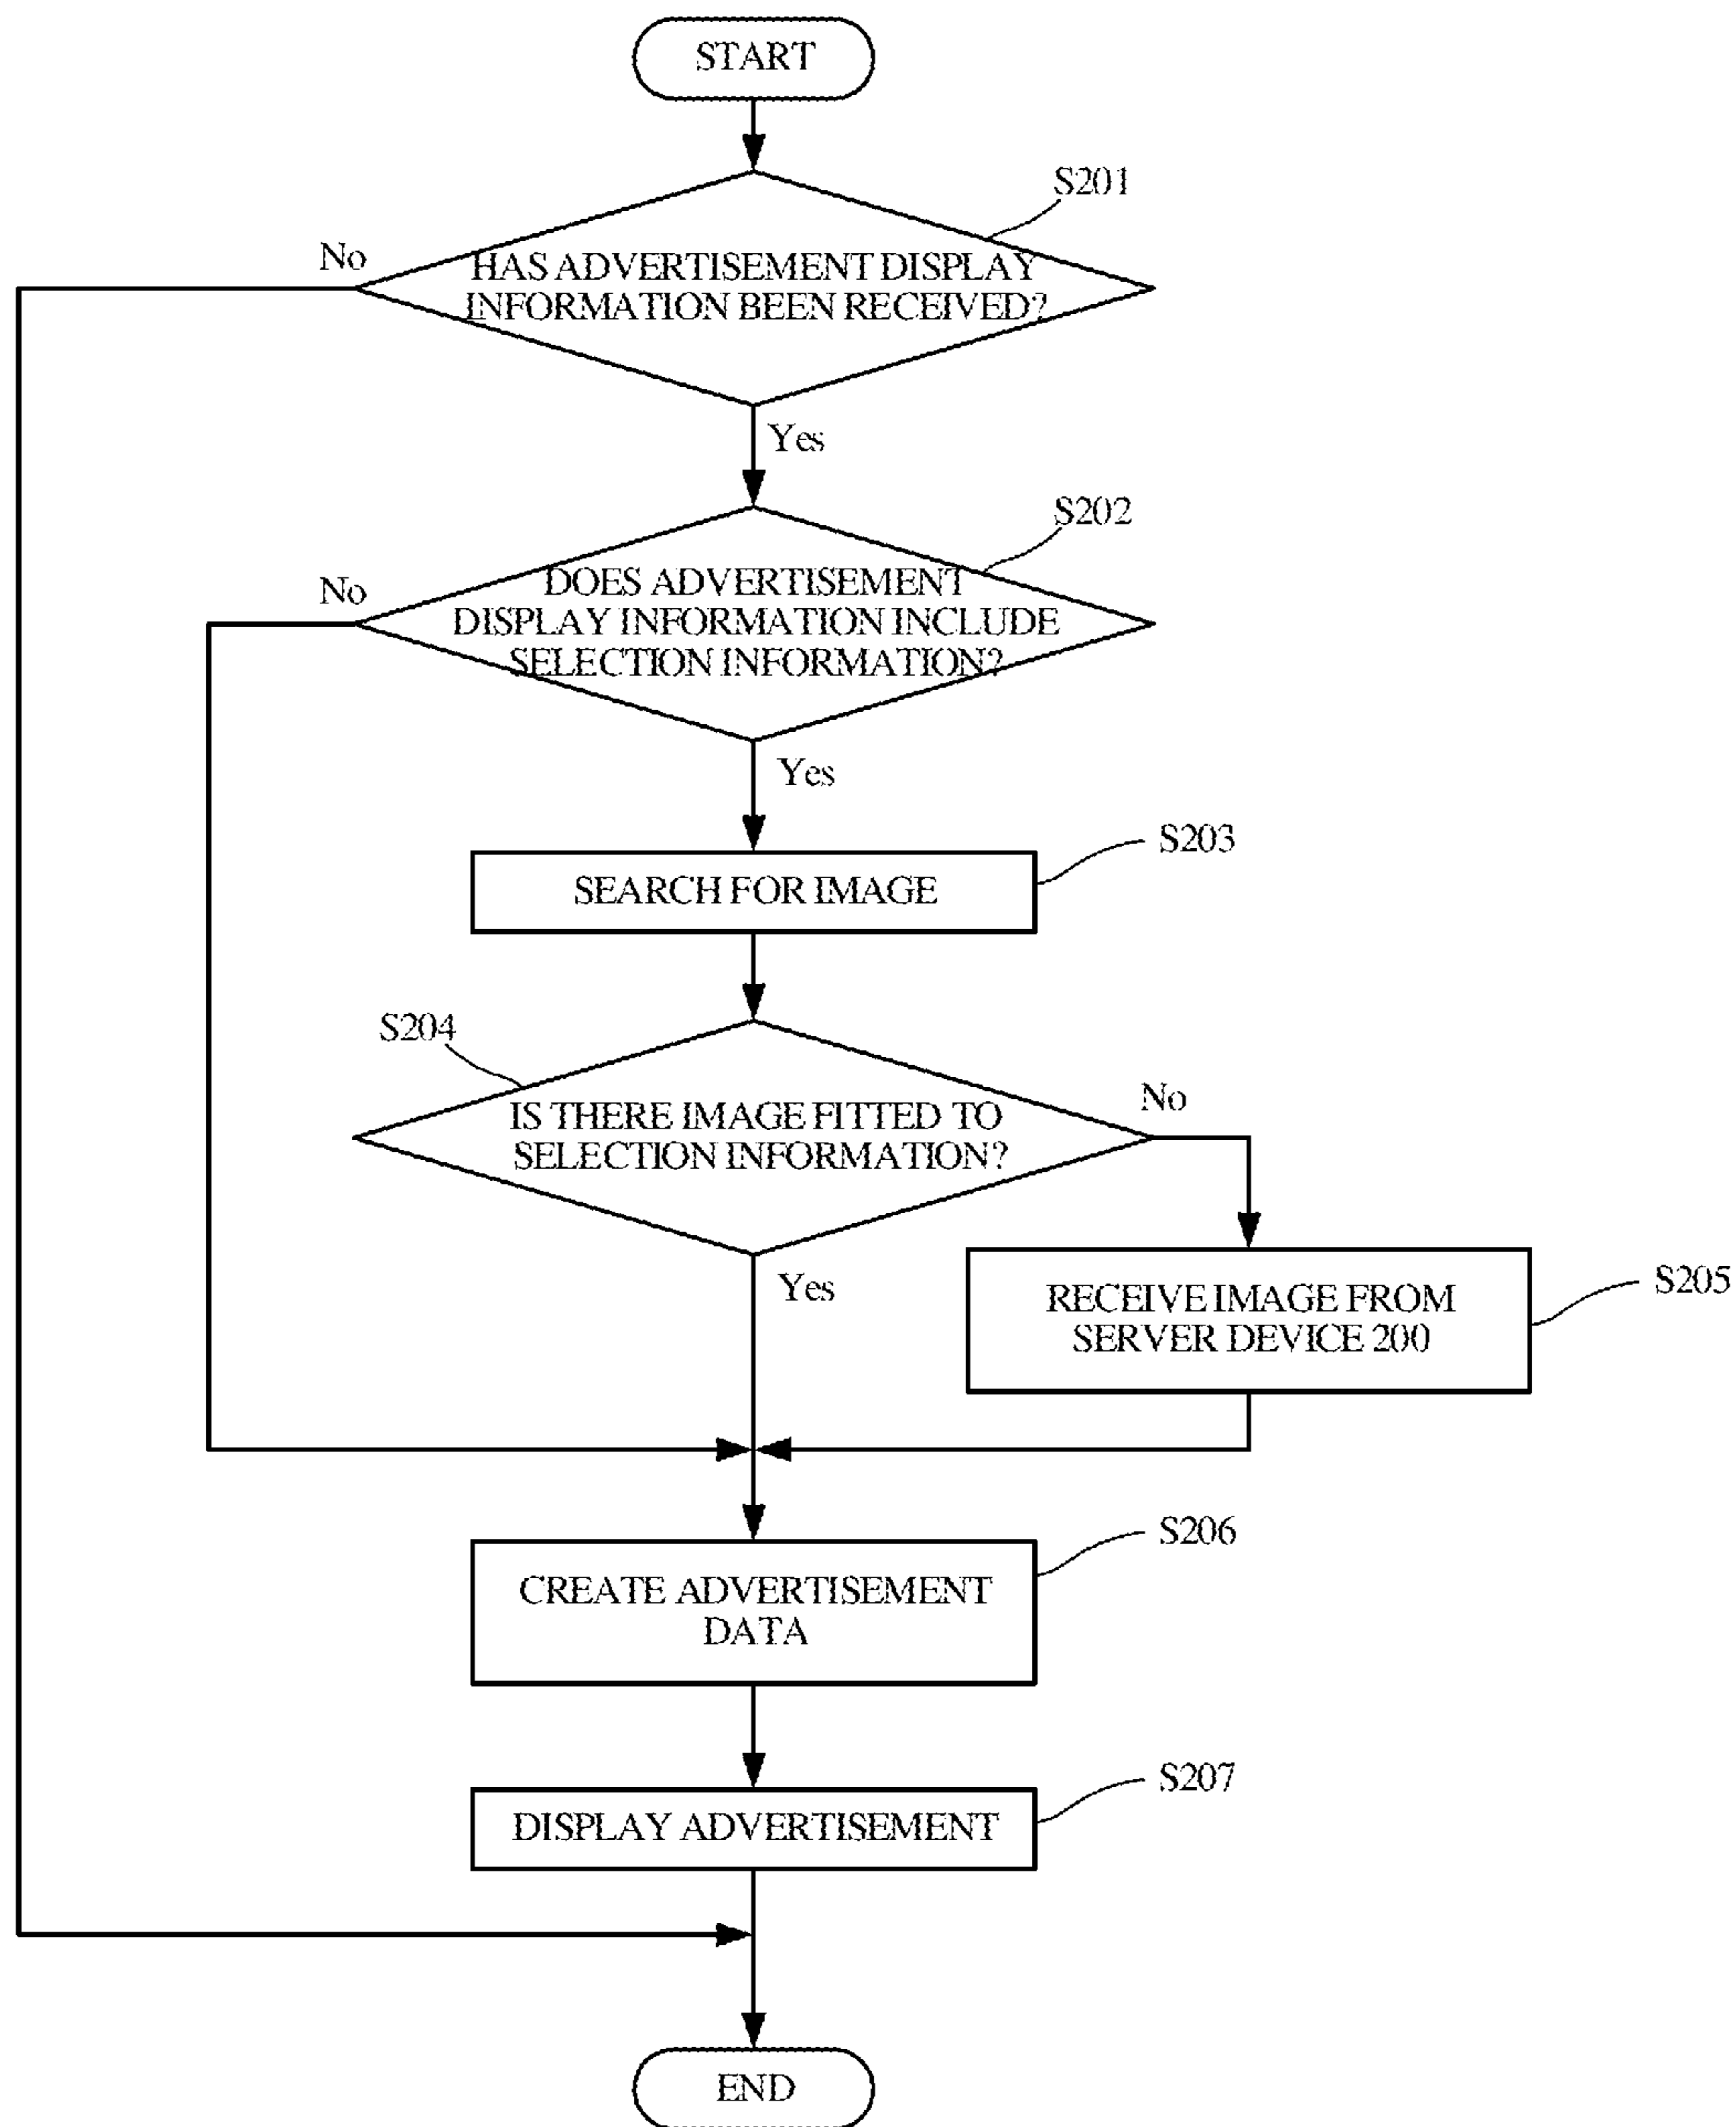 START
S201
No
HAS ADVERTISEMENT DISPLAY
INFORMATION BEEN RECEIVED?
Yes
S202
No
DOES ADVERTISEMENT
DISPLAY INFORMATION INCLUDE
SELECTION INFORMATION?
Yes
S203
SEARCH FOR IMAGE
S204
IS THERE IMAGE FITTED TO
SELECTION INFORMATION?
No
Yes
RECEIVE IMAGE FROM
SERVER DEVICE 200
S205
S206
CREATE ADVERTISEMENT
DATA
S207
DISPLAY ADVERTISEMENT
END